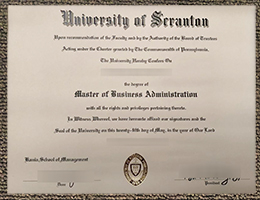 University of Scranton
Upon recommendation of the Faculty and by the Authority of the Board of Trustees
Acting under the Charter granted by The Commonwealth of Pennsylvania,
The University Hereby Confers On
the degree of
Master of Business Administration
with all the rights and privileges pertaining thereto.
In Witness Whereof, we have hereunto affixed our signatures and the
Seal of the University on this twenty-fifth day of May, in the year of Our Lord
Kania School of Management
Dean
President